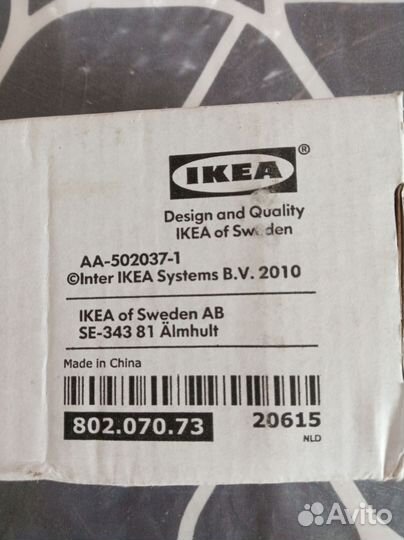 IKEA®
Design and Quality
IKEA of Sweden
AA-502037-1
©Inter IKEA Systems B.V. 2010
IKEA of Sweden AB
SE-343 81 Älmhult
Made in China
802.070.73
20615
NLD
Avito